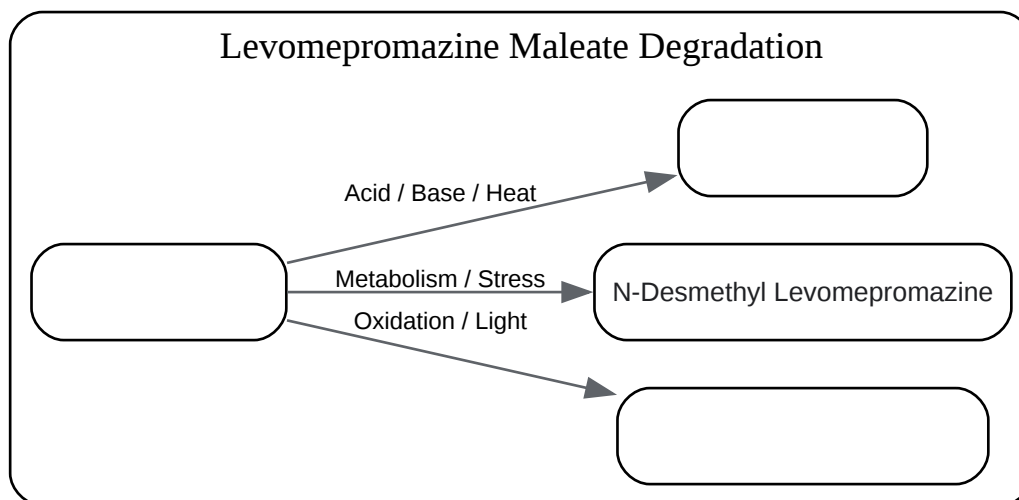 Levomepromazine Maleate Degradation
Acid / Base / Heat
Metabolism / Stress
N-Desmethyl Levomepromazine
Oxidation / Light